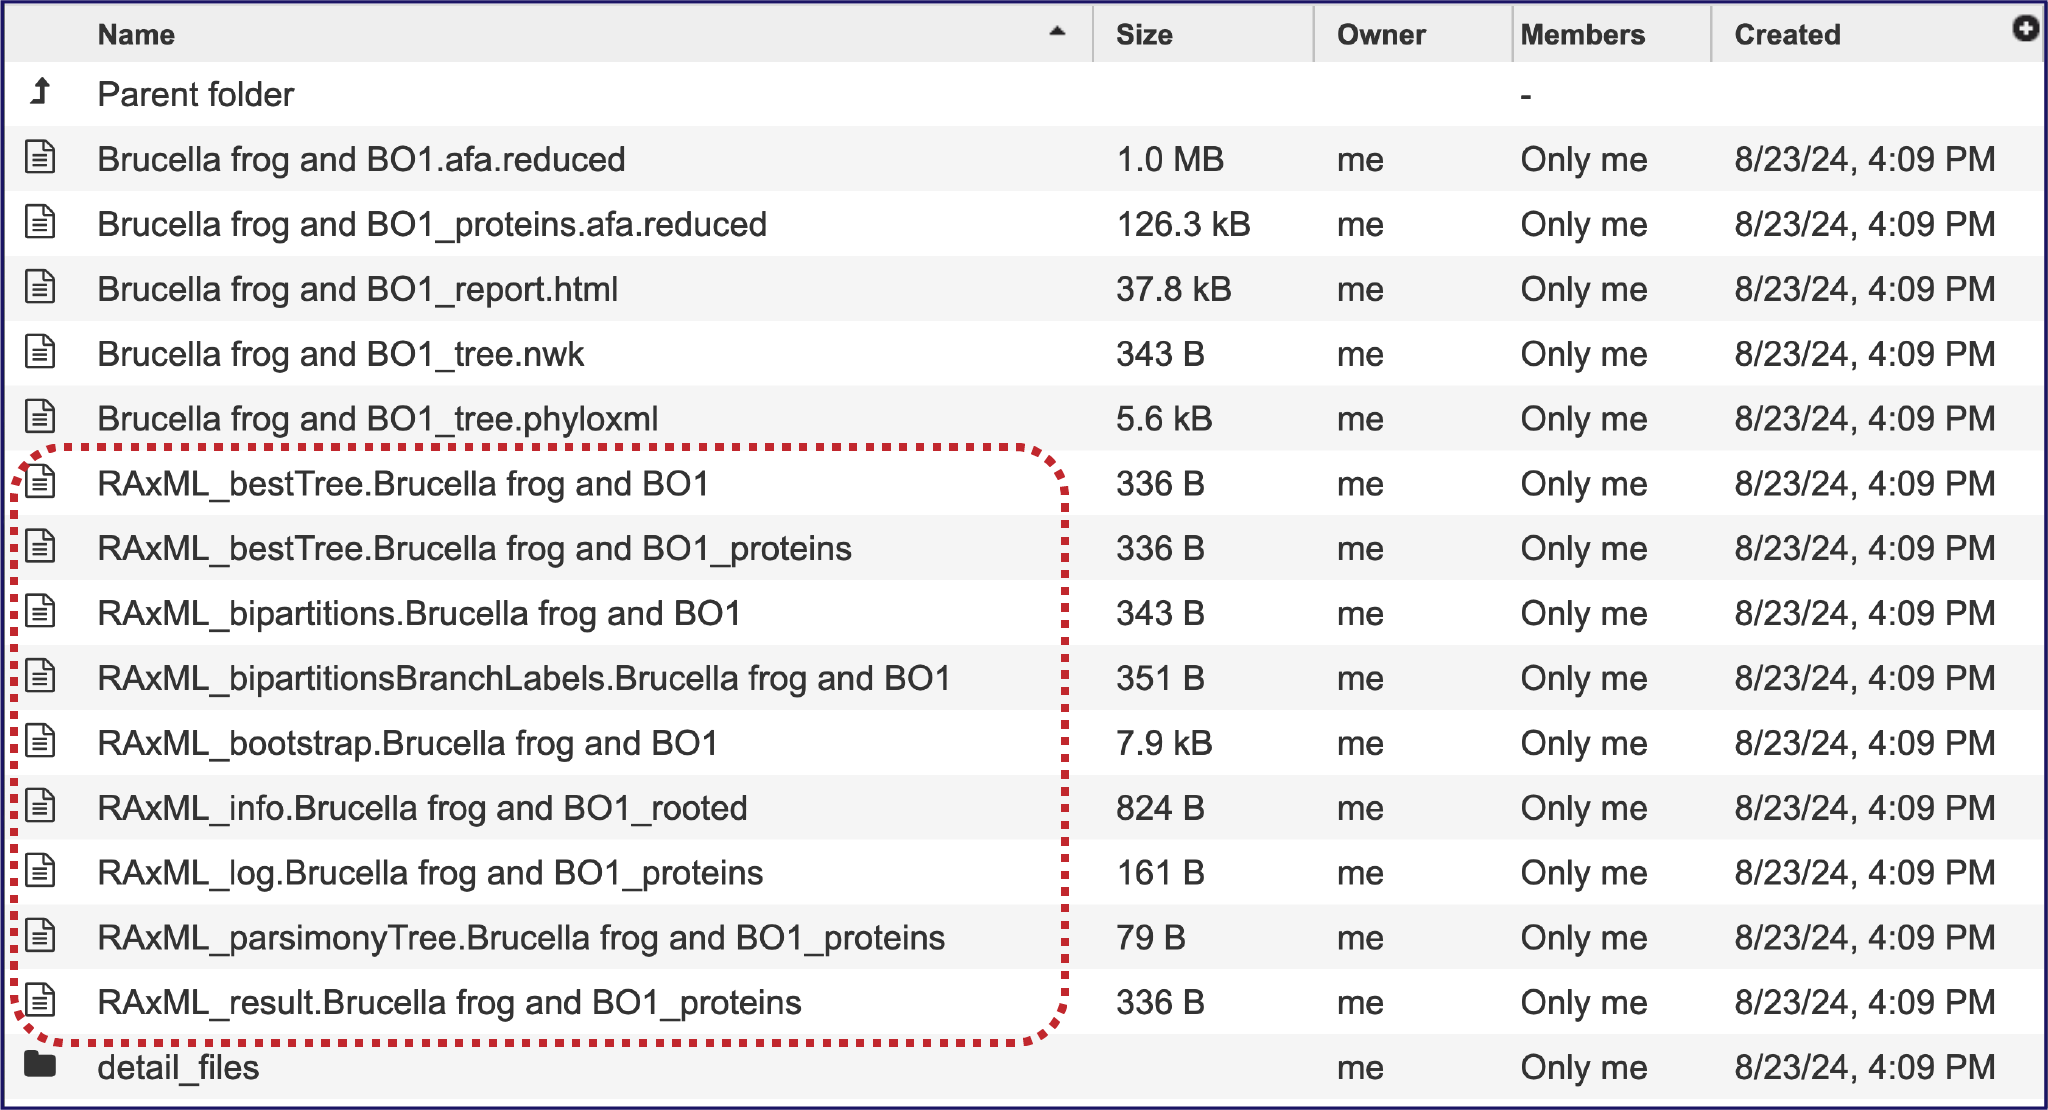 Name Size Owner Members Created
Parent folder -
Brucella frog and BO1.afa.reduced 1.0 MB me Only me 8/23/24, 4:09 PM
Brucella frog and BO1_proteins.afa.reduced 126.3 kB me Only me 8/23/24, 4:09 PM
Brucella frog and BO1_report.html 37.8 kB me Only me 8/23/24, 4:09 PM
Brucella frog and BO1_tree.nwk 343 B me Only me 8/23/24, 4:09 PM
Brucella frog and BO1_tree.phyloxml 5.6 kB me Only me 8/23/24, 4:09 PM
RAxML_bestTree.Brucella frog and BO1 336 B me Only me 8/23/24, 4:09 PM
RAxML_bestTree.Brucella frog and BO1_proteins 336 B me Only me 8/23/24, 4:09 PM
RAxML_bipartitions.Brucella frog and BO1 343 B me Only me 8/23/24, 4:09 PM
RAxML_bipartitionsBranchLabels.Brucella frog and BO1 351 B me Only me 8/23/24, 4:09 PM
RAxML_bootstrap.Brucella frog and BO1 7.9 kB me Only me 8/23/24, 4:09 PM
RAxML_info.Brucella frog and BO1_rooted 824 B me Only me 8/23/24, 4:09 PM
RAxML_log.Brucella frog and BO1_proteins 161 B me Only me 8/23/24, 4:09 PM
RAxML_parsimonyTree.Brucella frog and BO1_proteins 79 B me Only me 8/23/24, 4:09 PM
RAxML_result.Brucella frog and BO1_proteins 336 B me Only me 8/23/24, 4:09 PM
detail_files me Only me 8/23/24, 4:09 PM